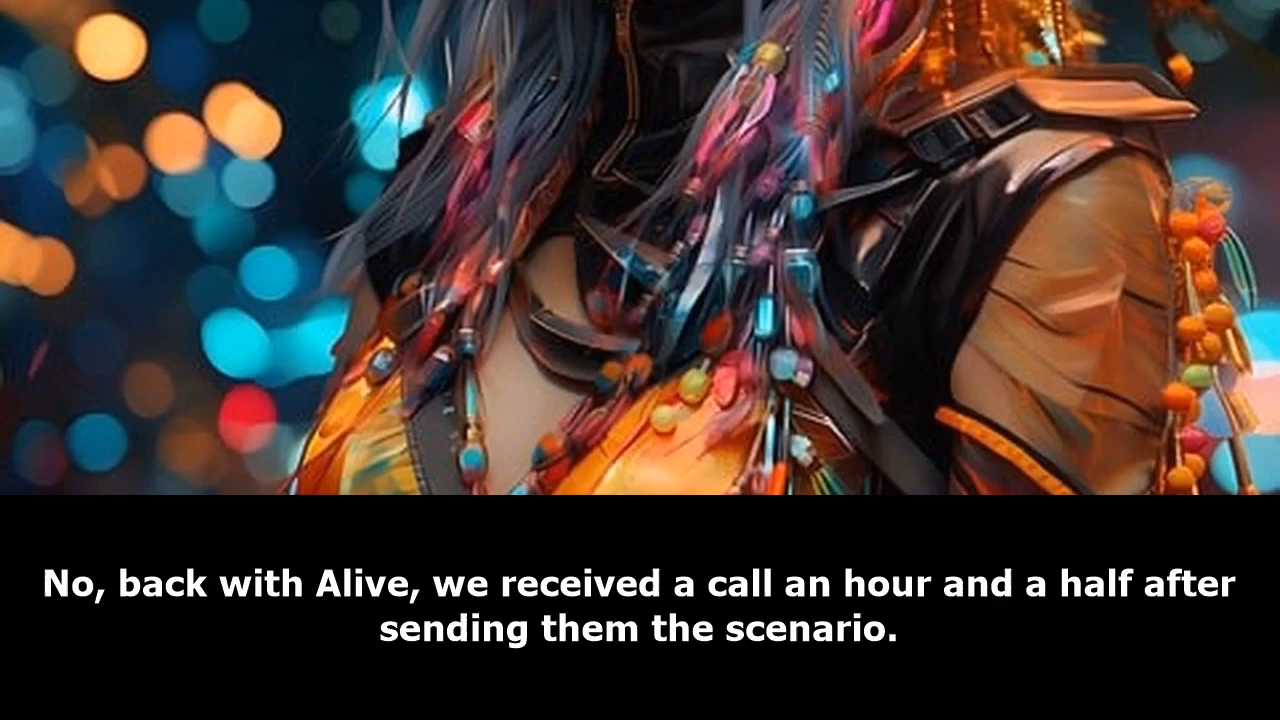 No, back with Alive, we received a call an hour and a half after
sending them the scenario.